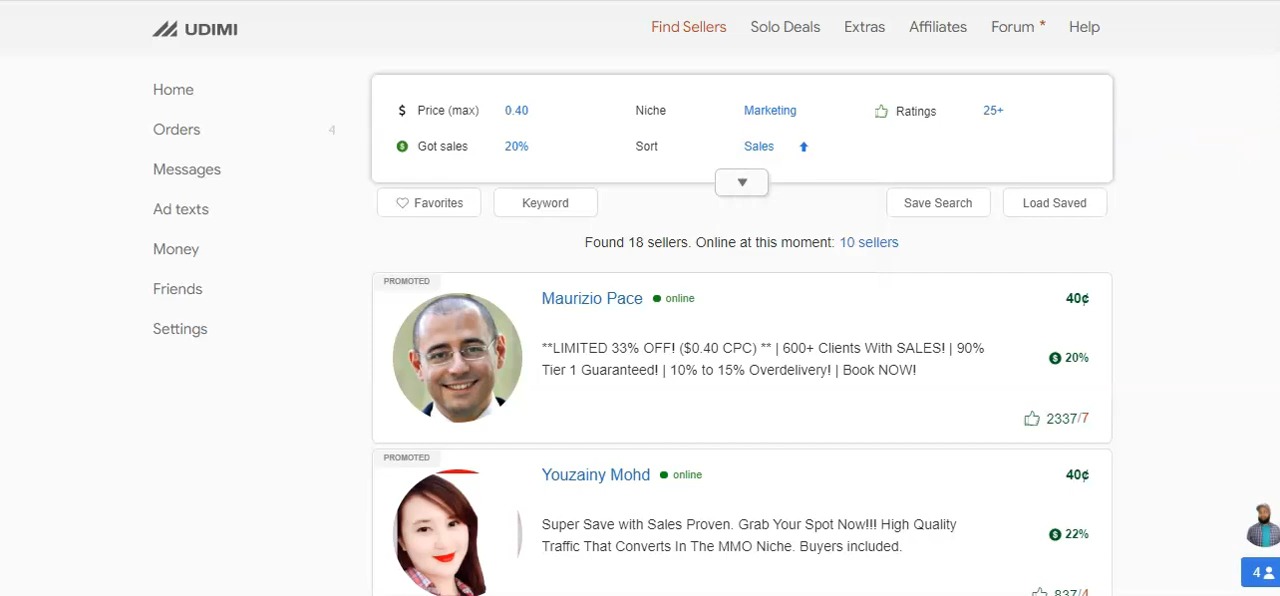 UDIMI
Find Sellers Solo Deals Extras Affiliates Forum * Help
Home
Orders 4
Messages
Ad texts
Money
Friends
Settings
$ Price (max) 0.40 Niche Marketing Ratings 25+
$ Got sales 20% Sort Sales
Favorites Keyword Save Search Load Saved
Found 18 sellers. Online at this moment: 10 sellers
PROMOTED
Maurizio Pace online 40¢
**LIMITED 33% OFF! ($0.40 CPC) ** | 600+ Clients With SALES! | 90%
Tier 1 Guaranteed! | 10% to 15% Overdelivery! | Book NOW!
$ 20%
2337/7
PROMOTED
Youzainy Mohd online 40¢
Super Save with Sales Proven. Grab Your Spot Now!!! High Quality
Traffic That Converts In The MMO Niche. Buyers included.
$ 22%
837/4
4